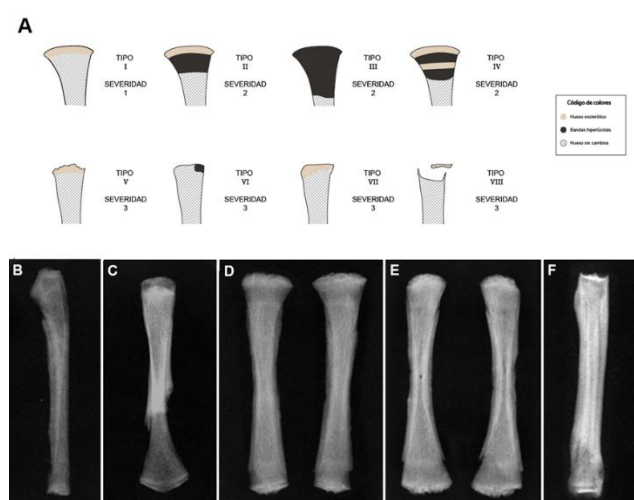 A
TIPO
I
SEVERIDAD
1
TIPO
II
SEVERIDAD
2
TIPO
III
SEVERIDAD
2
TIPO
IV
SEVERIDAD
2
Código de colores
Hueso esclerótico
Bandas hiperlúcidas
Hueso sin cambios
TIPO
V
SEVERIDAD
3
TIPO
VI
SEVERIDAD
3
TIPO
VII
SEVERIDAD
3
TIPO
VIII
SEVERIDAD
3
B
C
D
E
F